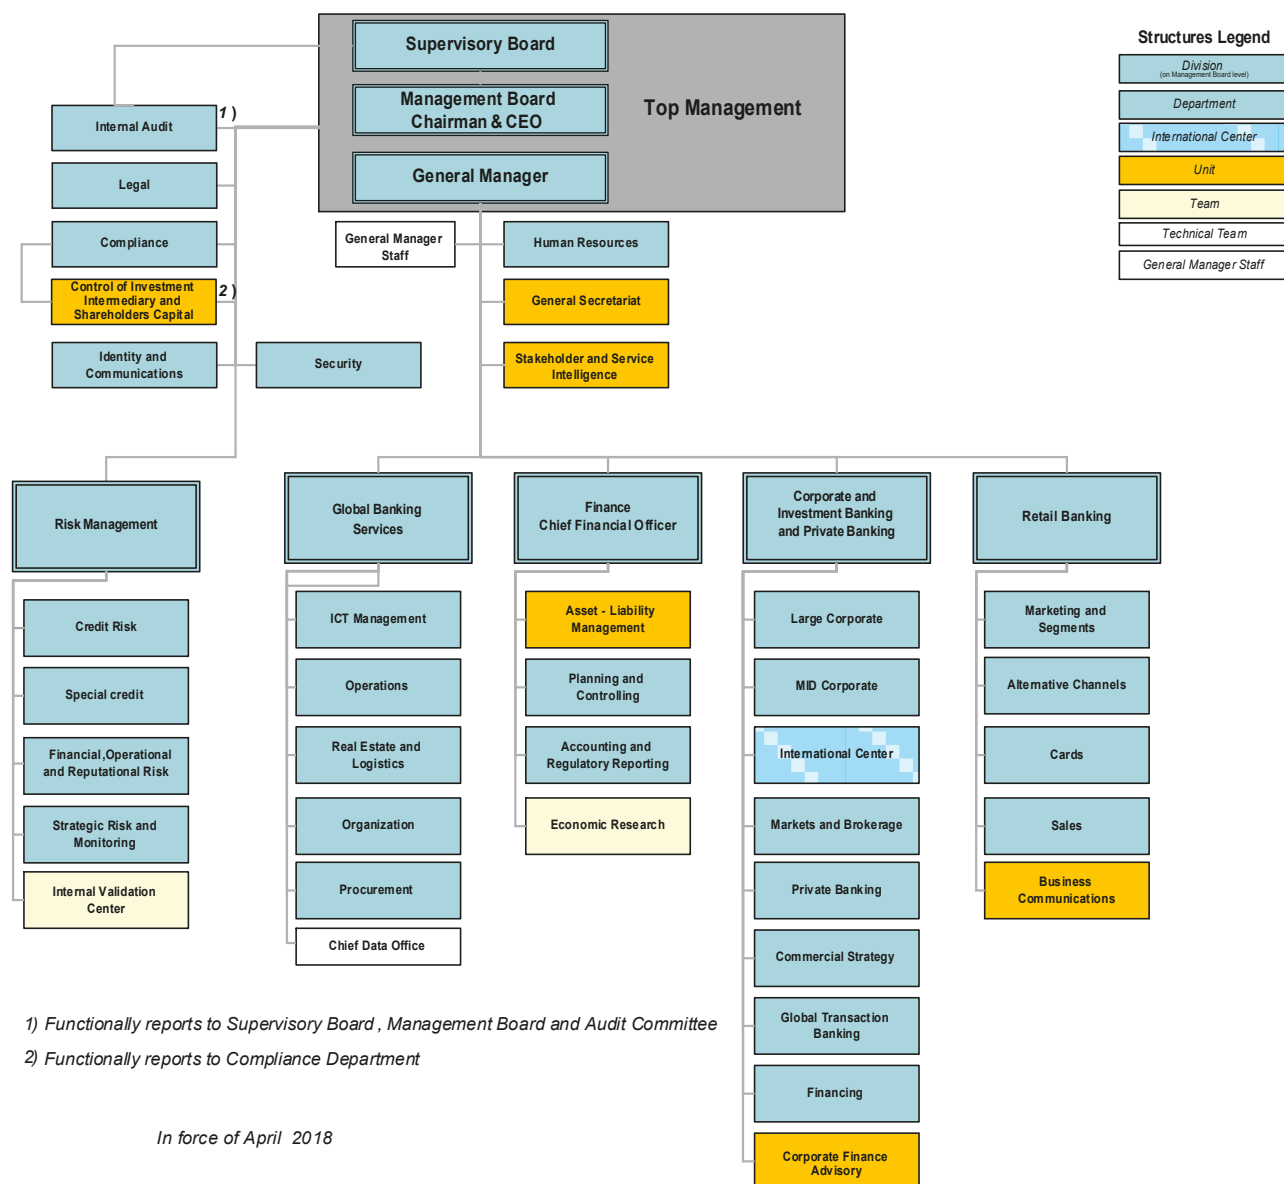 Supervisory Board
Management Board
Chairman & CEO
General Manager
Top Management
Structures Legend
Division
(on Management Board level)
Department
International Center
Unit
Team
Technical Team
General Manager Staff
Internal Audit
1)
Legal
Compliance
Control of Investment
Intermediary and
Shareholders Capital
2)
Identity and
Communications
Security
General Manager
Staff
Human Resources
General Secretariat
Stakeholder and Service
Intelligence
Risk Management
Credit Risk
Special credit
Financial,Operational
and Reputational Risk
Strategic Risk and
Monitoring
Internal Validation
Center
Global Banking
Services
ICT Management
Operations
Real Estate and
Logistics
Organization
Procurement
Chief Data Office
Finance
Chief Financial Officer
Asset - Liability
Management
Planning and
Controlling
Accounting and
Regulatory Reporting
Economic Research
Corporate and
Investment Banking
and Private Banking
Large Corporate
MID Corporate
International Center
Markets and Brokerage
Private Banking
Commercial Strategy
Global Transaction
Banking
Financing
Corporate Finance
Advisory
Retail Banking
Marketing and
Segments
Alternative Channels
Cards
Sales
Business
Communications
1) Functionally reports to Supervisory Board , Management Board and Audit Committee
2) Functionally reports to Compliance Department
In force of April 2018